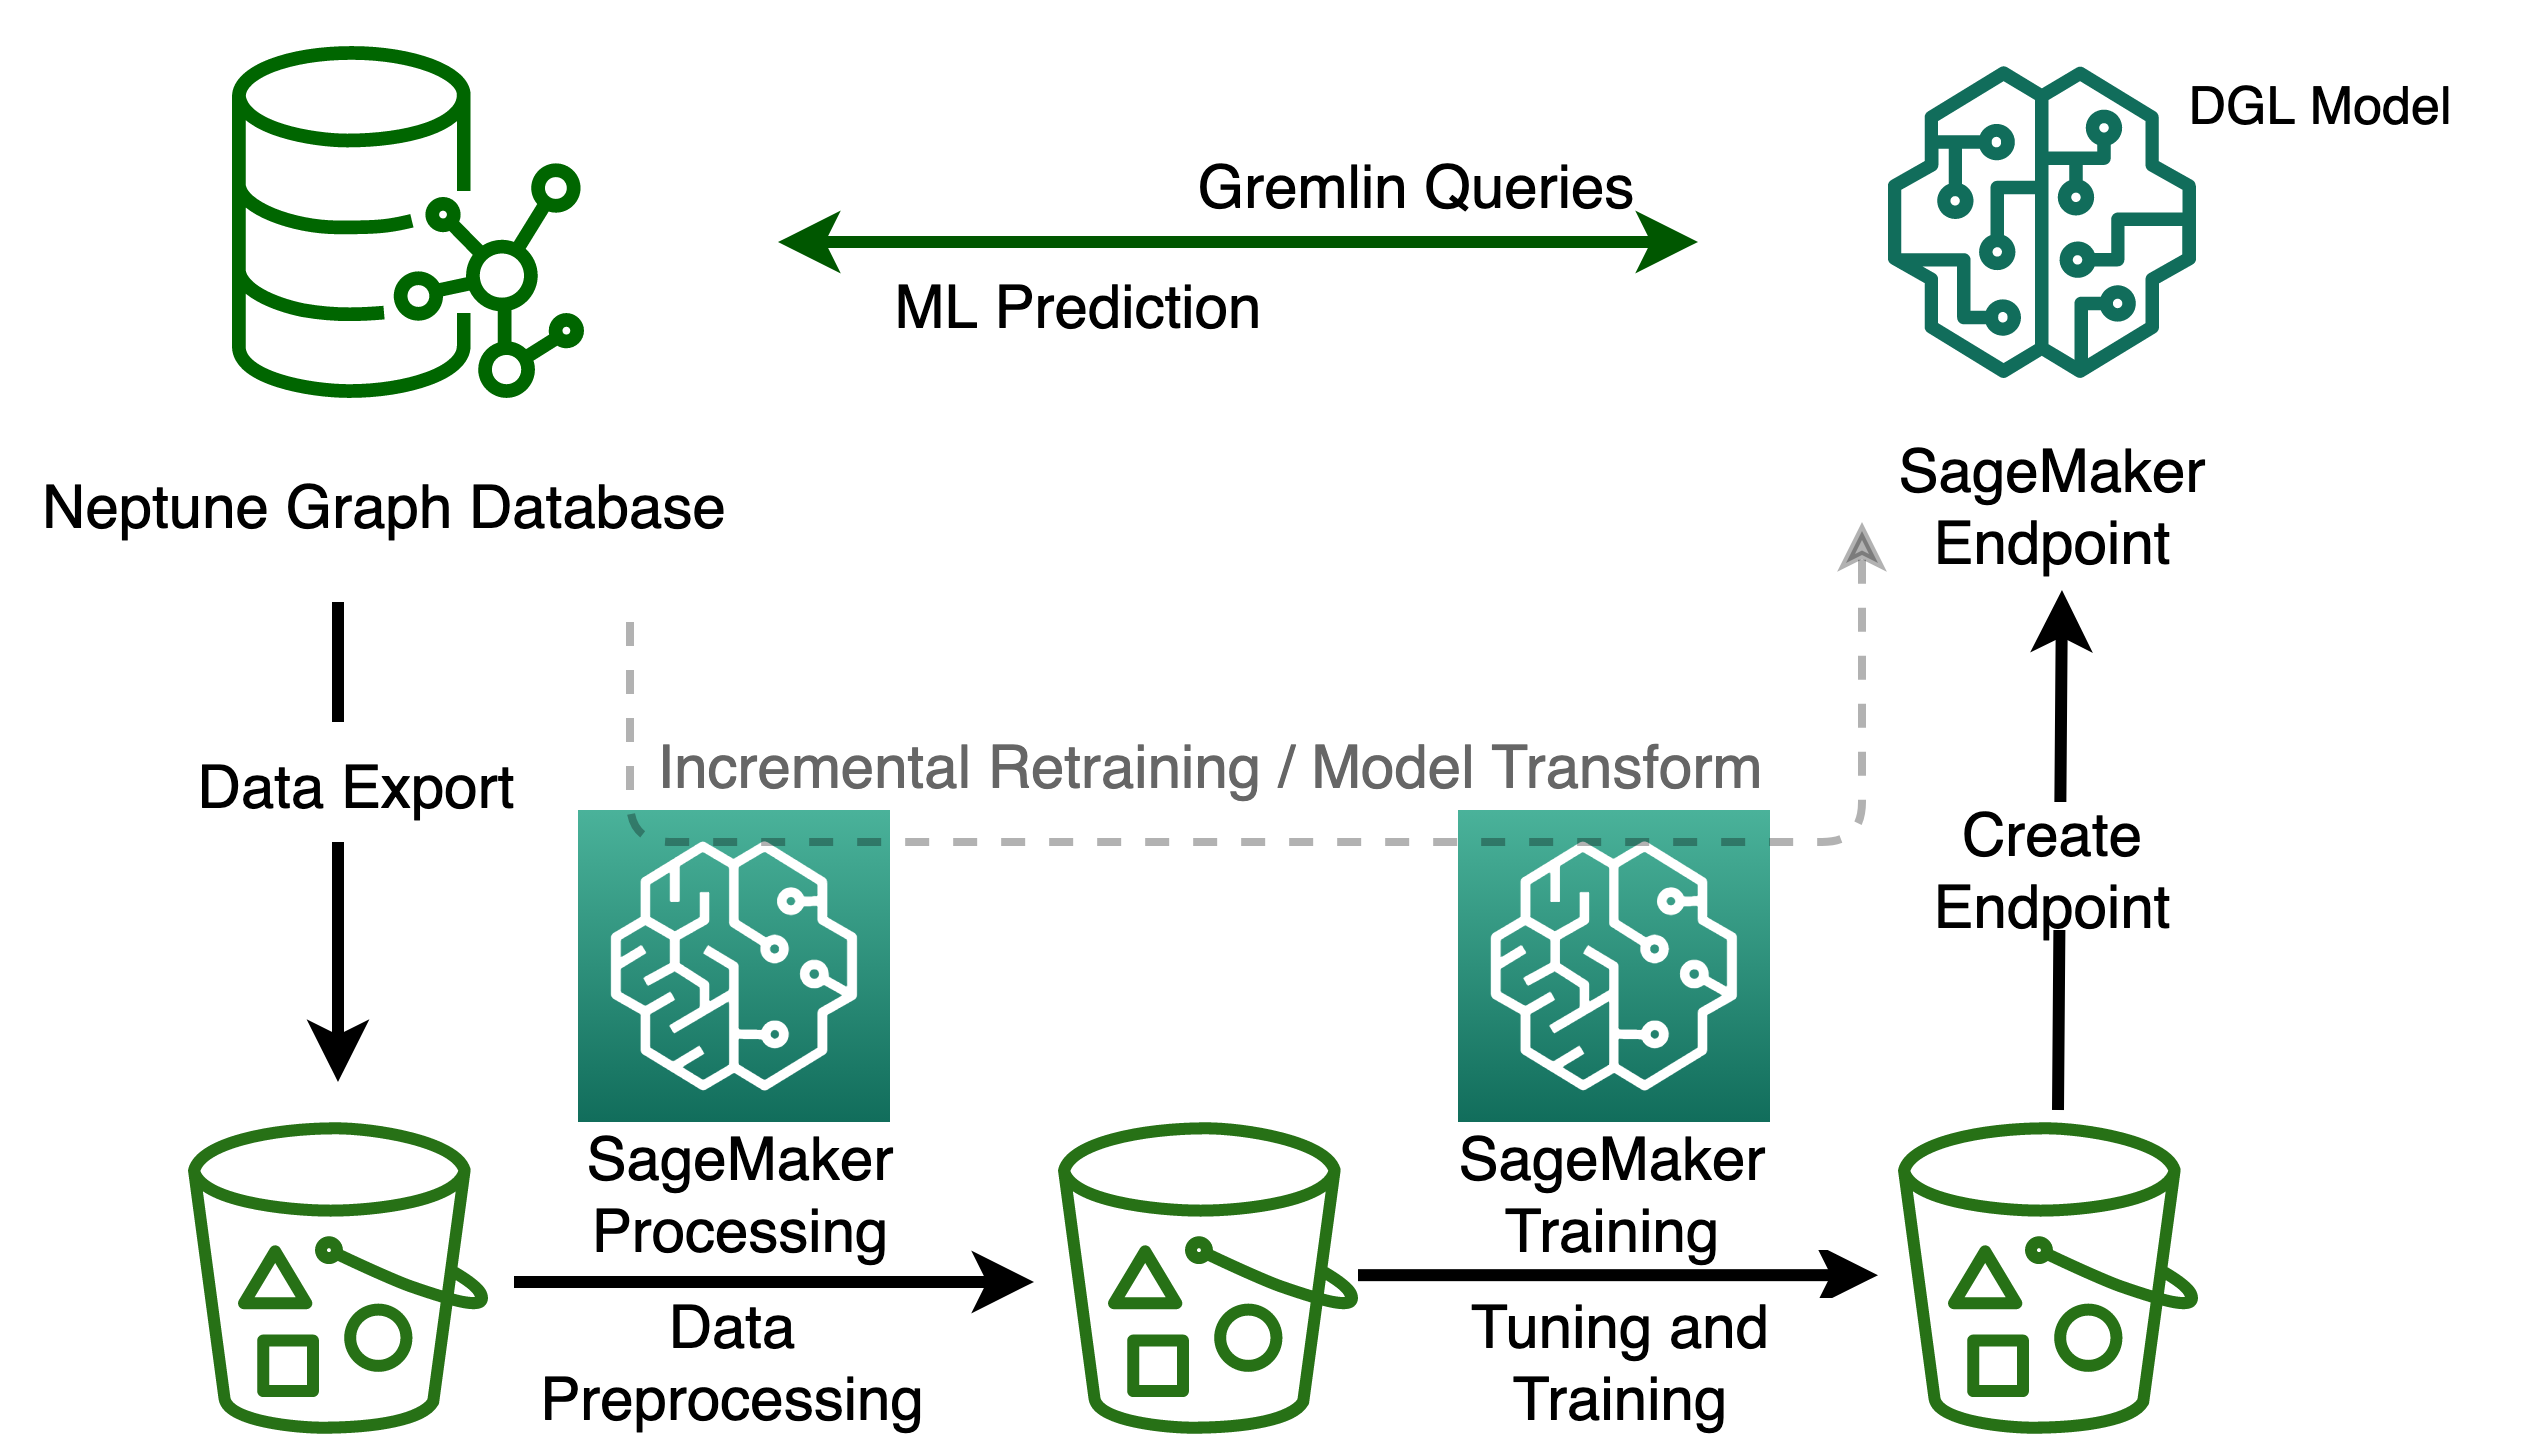 DGL Model
Gremlin Queries
ML Prediction
SageMaker
Endpoint
Neptune Graph Database
Incremental Retraining / Model Transform
Data Export
Create
Endpoint
SageMaker
Processing
Data
Preprocessing
SageMaker
Training
Tuning and
Training